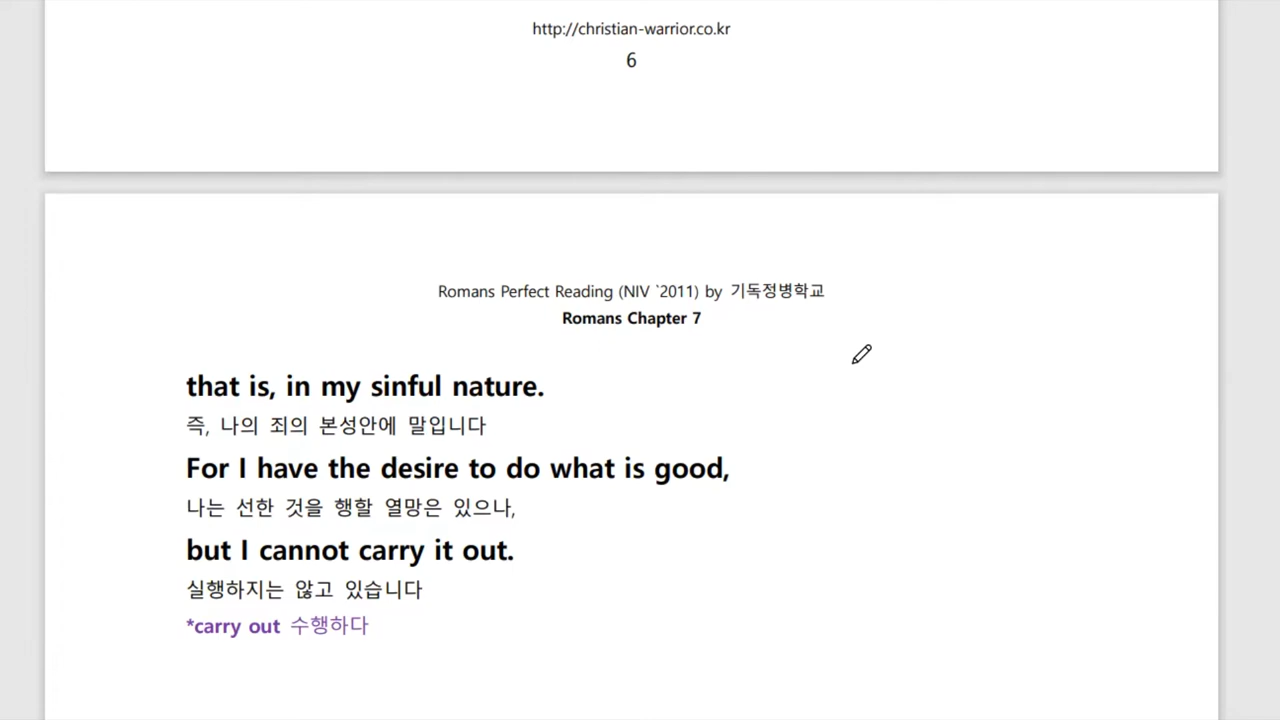 http://christian-warrior.co.kr
6
Romans Perfect Reading (NIV `2011) by 기독정병학교
Romans Chapter 7
that is, in my sinful nature.
즉, 나의 죄의 본성안에 말입니다
For I have the desire to do what is good,
나는 선한 것을 행할 열망은 있으나,
but I cannot carry it out.
실행하지는 않고 있습니다
*carry out 수행하다